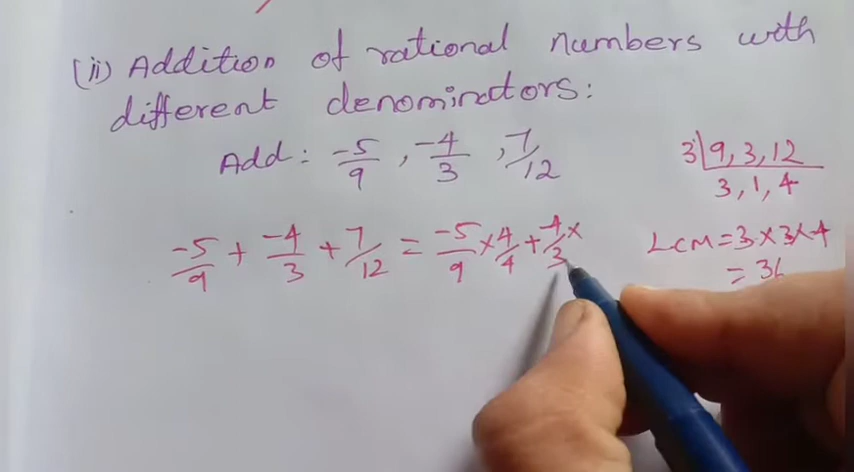 (ii) Addition of rational numbers with
different denominators:
Add: -5/9, -4/3, 7/12
3|9, 3, 12
3, 1, 4
LCM = 3 × 3 × 4
= 36
-5/9 + -4/3 + 7/12 = -5/9 × 4/4 + -4/3 ×